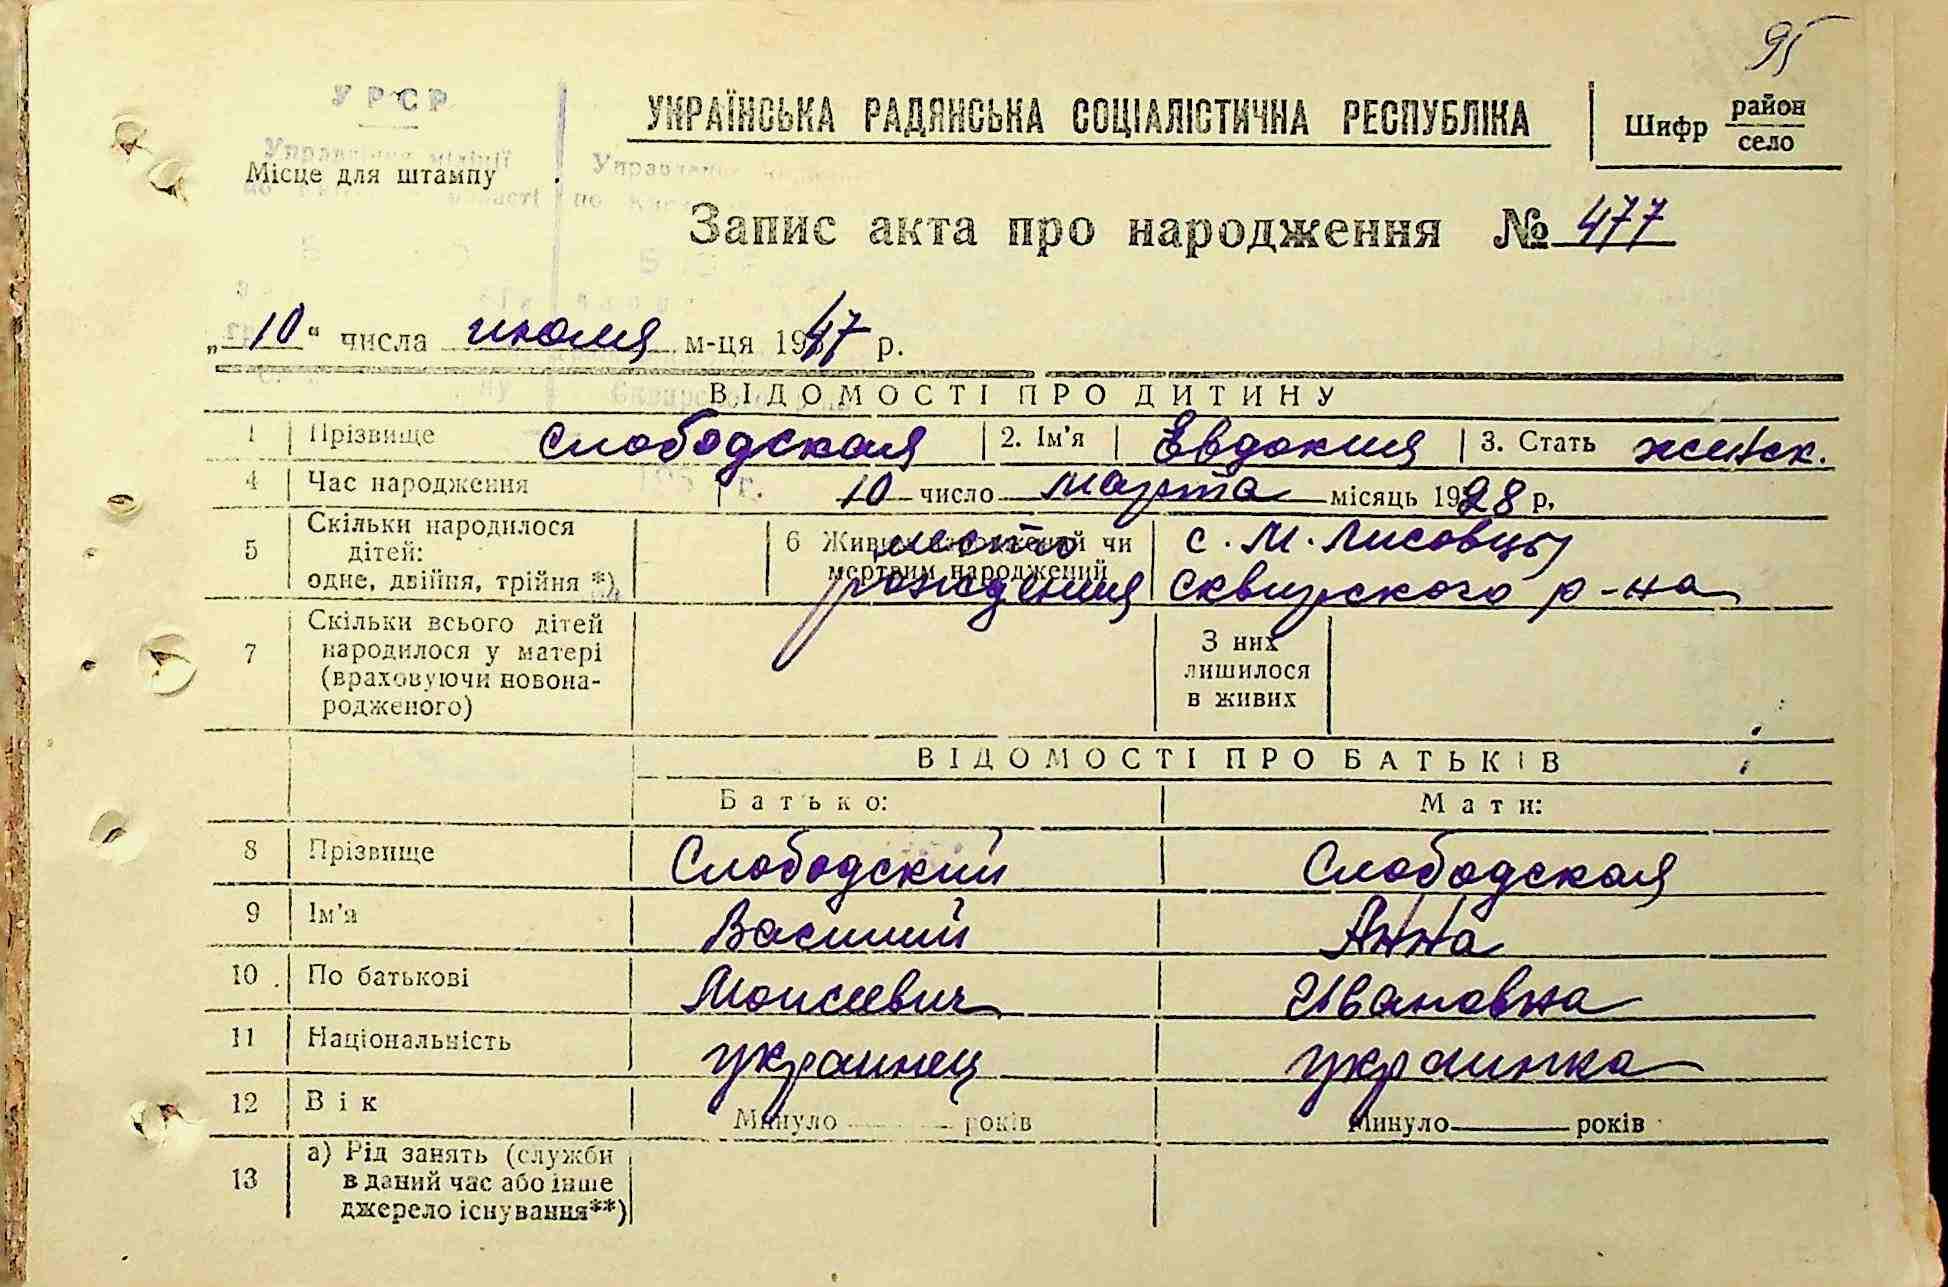 95
УРСР
УКРАЇНСЬКА РАДЯНСЬКА СОЦІАЛІСТИЧНА РЕСПУБЛІКА
Шифр район
село
Управління міліції
Місце для штампу
Запис акта про народження № 477
„10“ числа июля м-ця 1947 р.
ВІДОМОСТІ ПРО ДИТИНУ
1 Прізвище Слободская 2. Ім'я Евдокия 3. Стать женск.
4 Час народження 10 число марта місяць 1928 р.
5 Скільки народилося дітей: одне, двійня, трійня *)
6 Живим народжений чи мертвим народжений
место рождения
с. М. Лисовцы
Сквирского р-на
7 Скільки всього дітей народилося у матері (враховуючи новонародженого)
З них лишилося в живих
ВІДОМОСТІ ПРО БАТЬКІВ
Батько: Мати:
8 Прізвище Слободский Слободская
9 Ім'я Василий Анна
10 По батькові Моисеевич Ивановна
11 Національність украинец украинка
12 Вік Минуло років Минуло років
13 а) Рід занять (служби
в даний час або інше
джерело існування**)